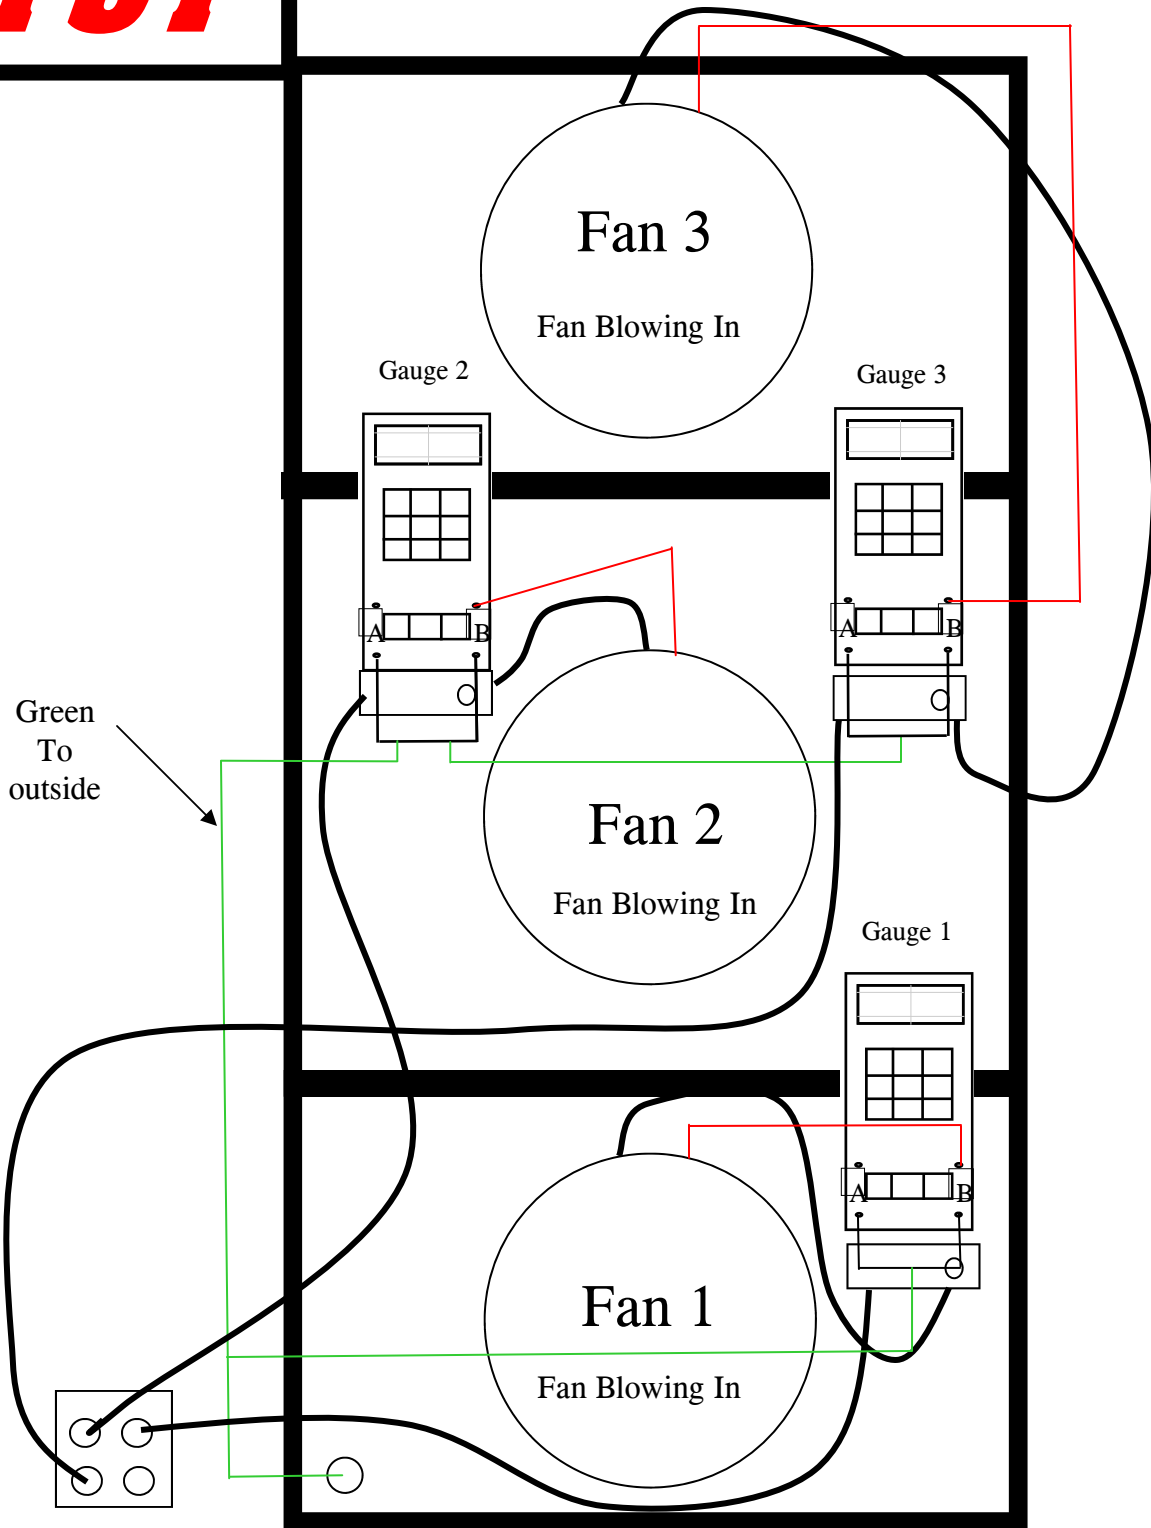 Fan 3
Fan Blowing In
Gauge 2
Gauge 3
A
B
A
B
Green
To
outside
Fan 2
Fan Blowing In
Gauge 1
A
B
Fan 1
Fan Blowing In